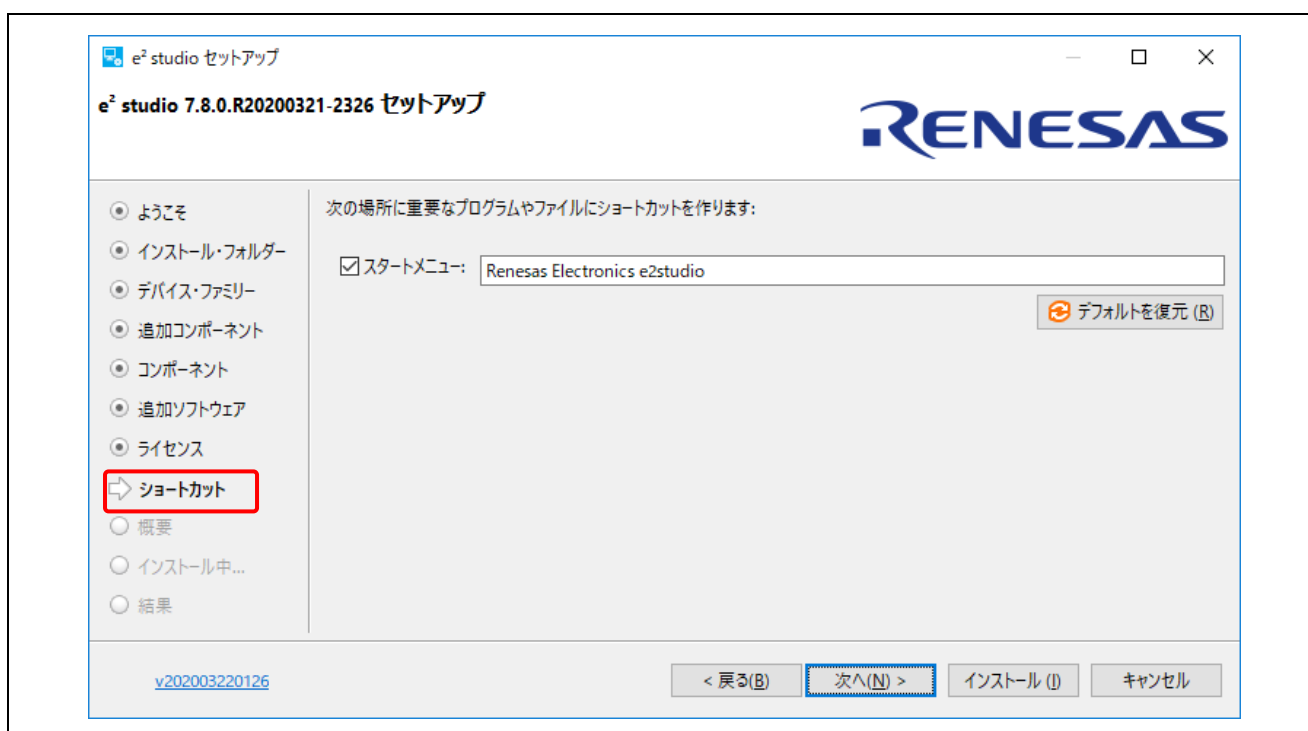 e² studio セットアップ
e² studio 7.8.0.R20200321-2326 セットアップ
RENESAS
ようこそ
インストール・フォルダー
デバイス・ファミリー
追加コンポーネント
コンポーネント
追加ソフトウェア
ライセンス
ショートカット
概要
インストール中...
結果
次の場所に重要なプログラムやファイルにショートカットを作ります:
スタートメニュー: Renesas Electronics e2studio
デフォルトを復元 (R)
v202003220126
< 戻る(B) 次へ(N) > インストール (I) キャンセル